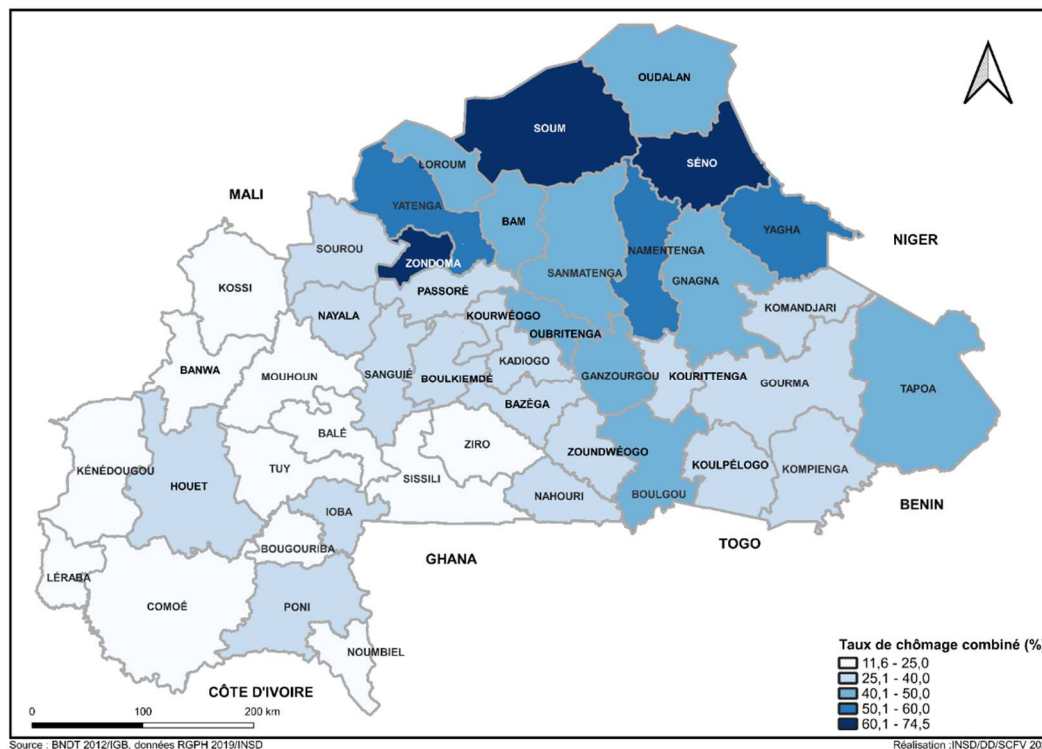 OUDALAN
SOUM
SÉNO
LOROUM
MALI
YATENGA
BAM
YAGHA
NIGER
SOUROU
ZONDOMA
NAMENTENGA
SANMATENGA
GNAGNA
KOSSI
PASSORÉ
KOMANDJARI
NAYALA
KOURWÉOGO
OUBRITENGA
BANWA
MOUHOUN
SANGUIÉ
BOULKIEMDÉ
KADIOGO
GANZOURGOU
KOURITTENGA
GOURMA
TAPOA
BAZÈGA
BALÉ
ZIRO
ZOUNDWÉOGO
KÉNÉDOUGOU
HOUET
TUY
SISSILI
NAHOURI
BOULGOU
KOULPÉLOGO
KOMPIENGA
IOBA
BENIN
BOUGOURIBA
GHANA
TOGO
LÉRABA
COMOÉ
PONI
NOUMBIEL
CÔTE D'IVOIRE
Taux de chômage combiné (%)
11,6 - 25,0
25,1 - 40,0
40,1 - 50,0
50,1 - 60,0
60,1 - 74,5
0 100 200 km
Source : BNDT 2012/IGB, données RGPH 2019/INSD
Réalisation :INSD/DD/SCFV